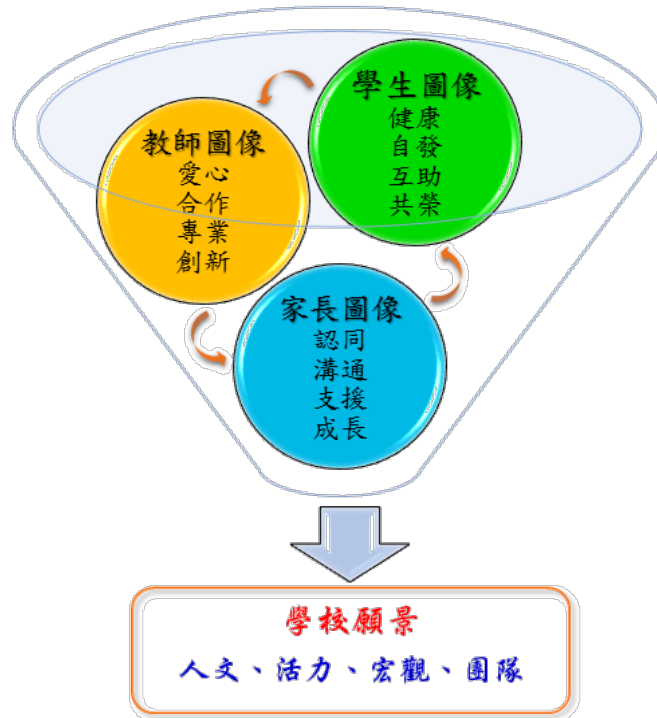 學生圖像
健康
自發
互助
共榮
教師圖像
愛心
合作
專業
創新
家長圖像
認同
溝通
支援
成長
學校願景
人文、活力、宏觀、團隊